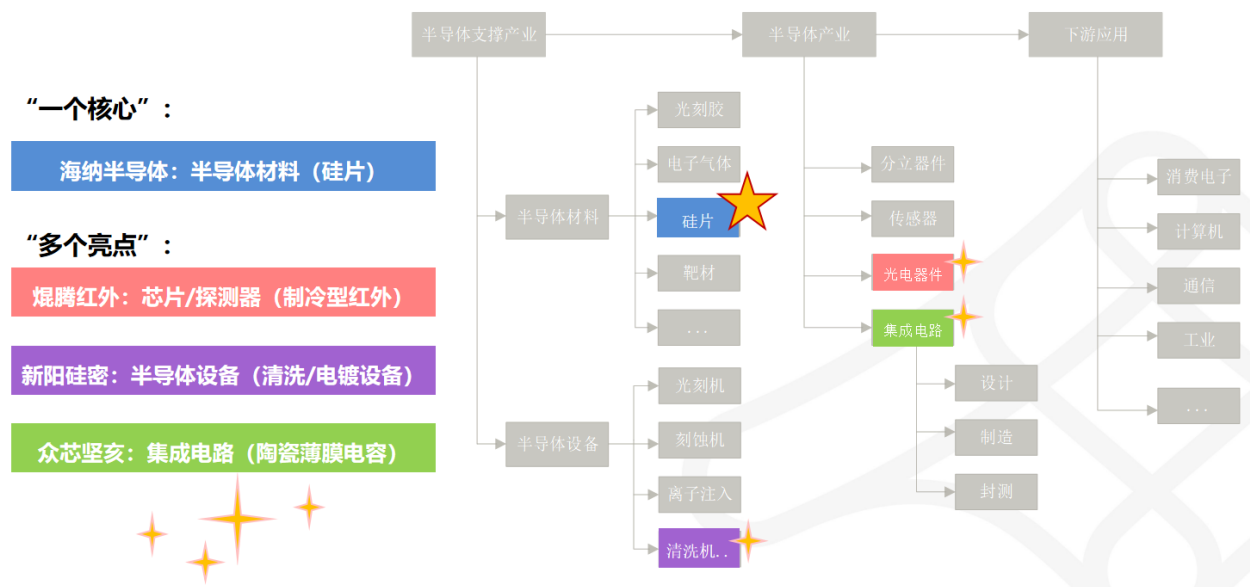 “一个核心”：
海纳半导体：半导体材料（硅片）
“多个亮点”：
焜腾红外：芯片/探测器（制冷型红外）
新阳硅密：半导体设备（清洗/电镀设备）
众芯坚亥：集成电路（陶瓷薄膜电容）
半导体支撑产业
半导体产业
下游应用
半导体材料
光刻胶
电子气体
硅片
靶材
...
半导体设备
光刻机
刻蚀机
离子注入
清洗机..
分立器件
传感器
光电器件
集成电路
设计
制造
封测
消费电子
计算机
通信
工业
...